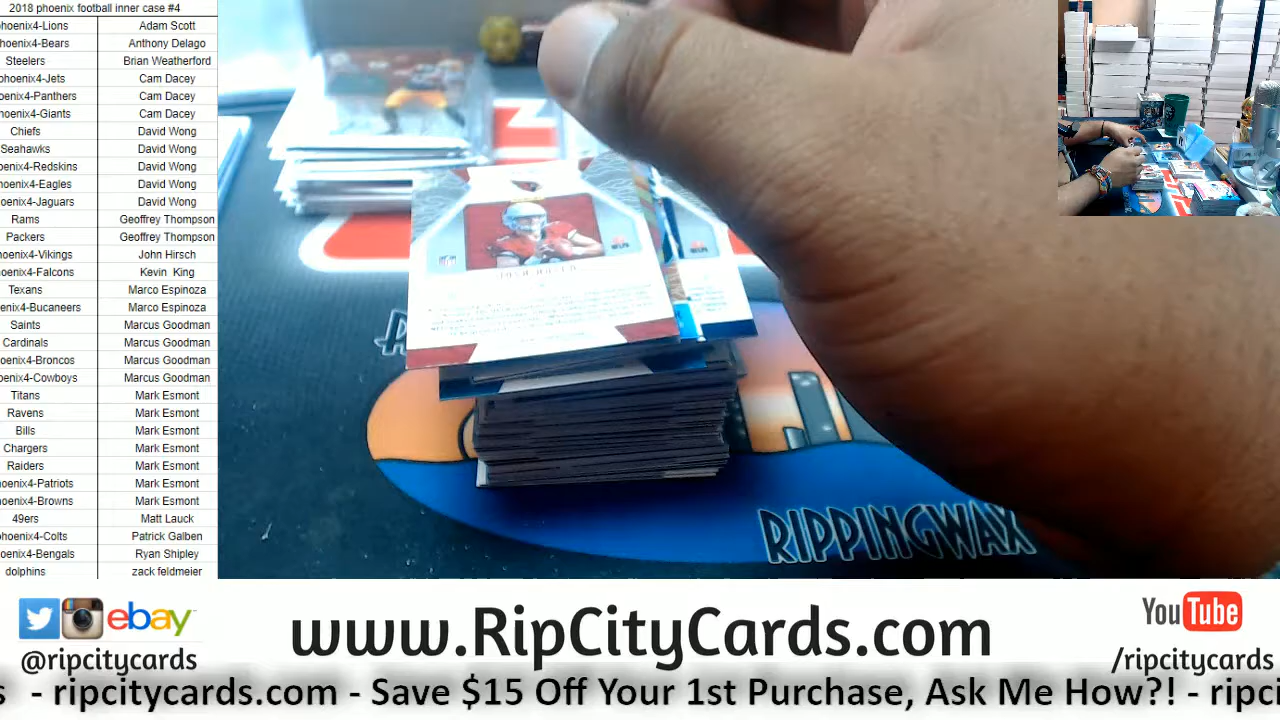 2018 phoenix football inner case #4
phoenix4-Lions Adam Scott
hoenix4-Bears Anthony Delago
Steelers Brian Weatherford
phoenix4-Jets Cam Dacey
oenix4-Panthers Cam Dacey
hoenix4-Giants Cam Dacey
Chiefs David Wong
Seahawks David Wong
oenix4-Redskins David Wong
oenix4-Eagles David Wong
oenix4-Jaguars David Wong
Rams Geoffrey Thompson
Packers Geoffrey Thompson
hoenix4-Vikings John Hirsch
oenix4-Falcons Kevin King
Texans Marco Espinoza
enix4-Bucaneers Marco Espinoza
Saints Marcus Goodman
Cardinals Marcus Goodman
oenix4-Broncos Marcus Goodman
oenix4-Cowboys Marcus Goodman
Titans Mark Esmont
Ravens Mark Esmont
Bills Mark Esmont
Chargers Mark Esmont
Raiders Mark Esmont
hoenix4-Patriots Mark Esmont
hoenix4-Browns Mark Esmont
49ers Matt Lauck
phoenix4-Colts Patrick Galben
hoenix4-Bengals Ryan Shipley
dolphins zack feldmeier
RIPPINGWAX
ebay
@ripcitycards
www.RipCityCards.com
YouTube
/ripcitycards
s - ripcitycards.com - Save $15 Off Your 1st Purchase, Ask Me How?! - ripci